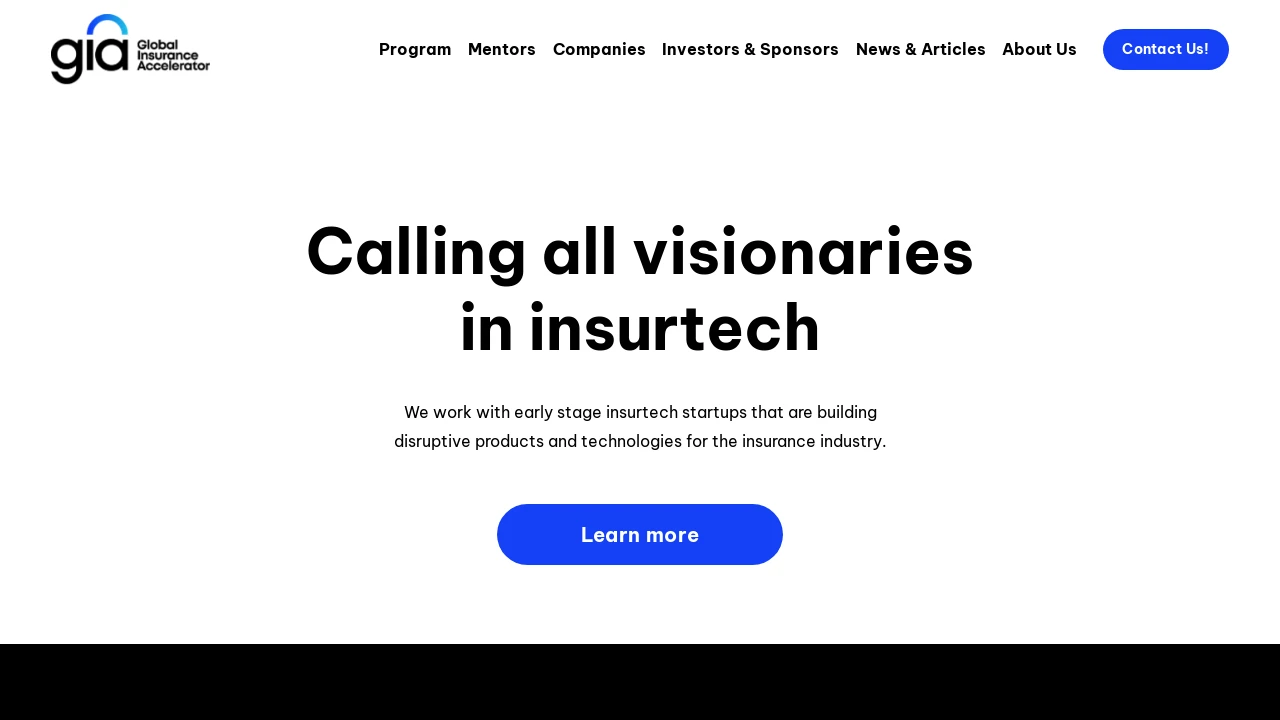 gia Global
Insurance
Accelerator
Program Mentors Companies Investors & Sponsors News & Articles About Us Contact Us!
Calling all visionaries
in insurtech
We work with early stage insurtech startups that are building
disruptive products and technologies for the insurance industry.
Learn more